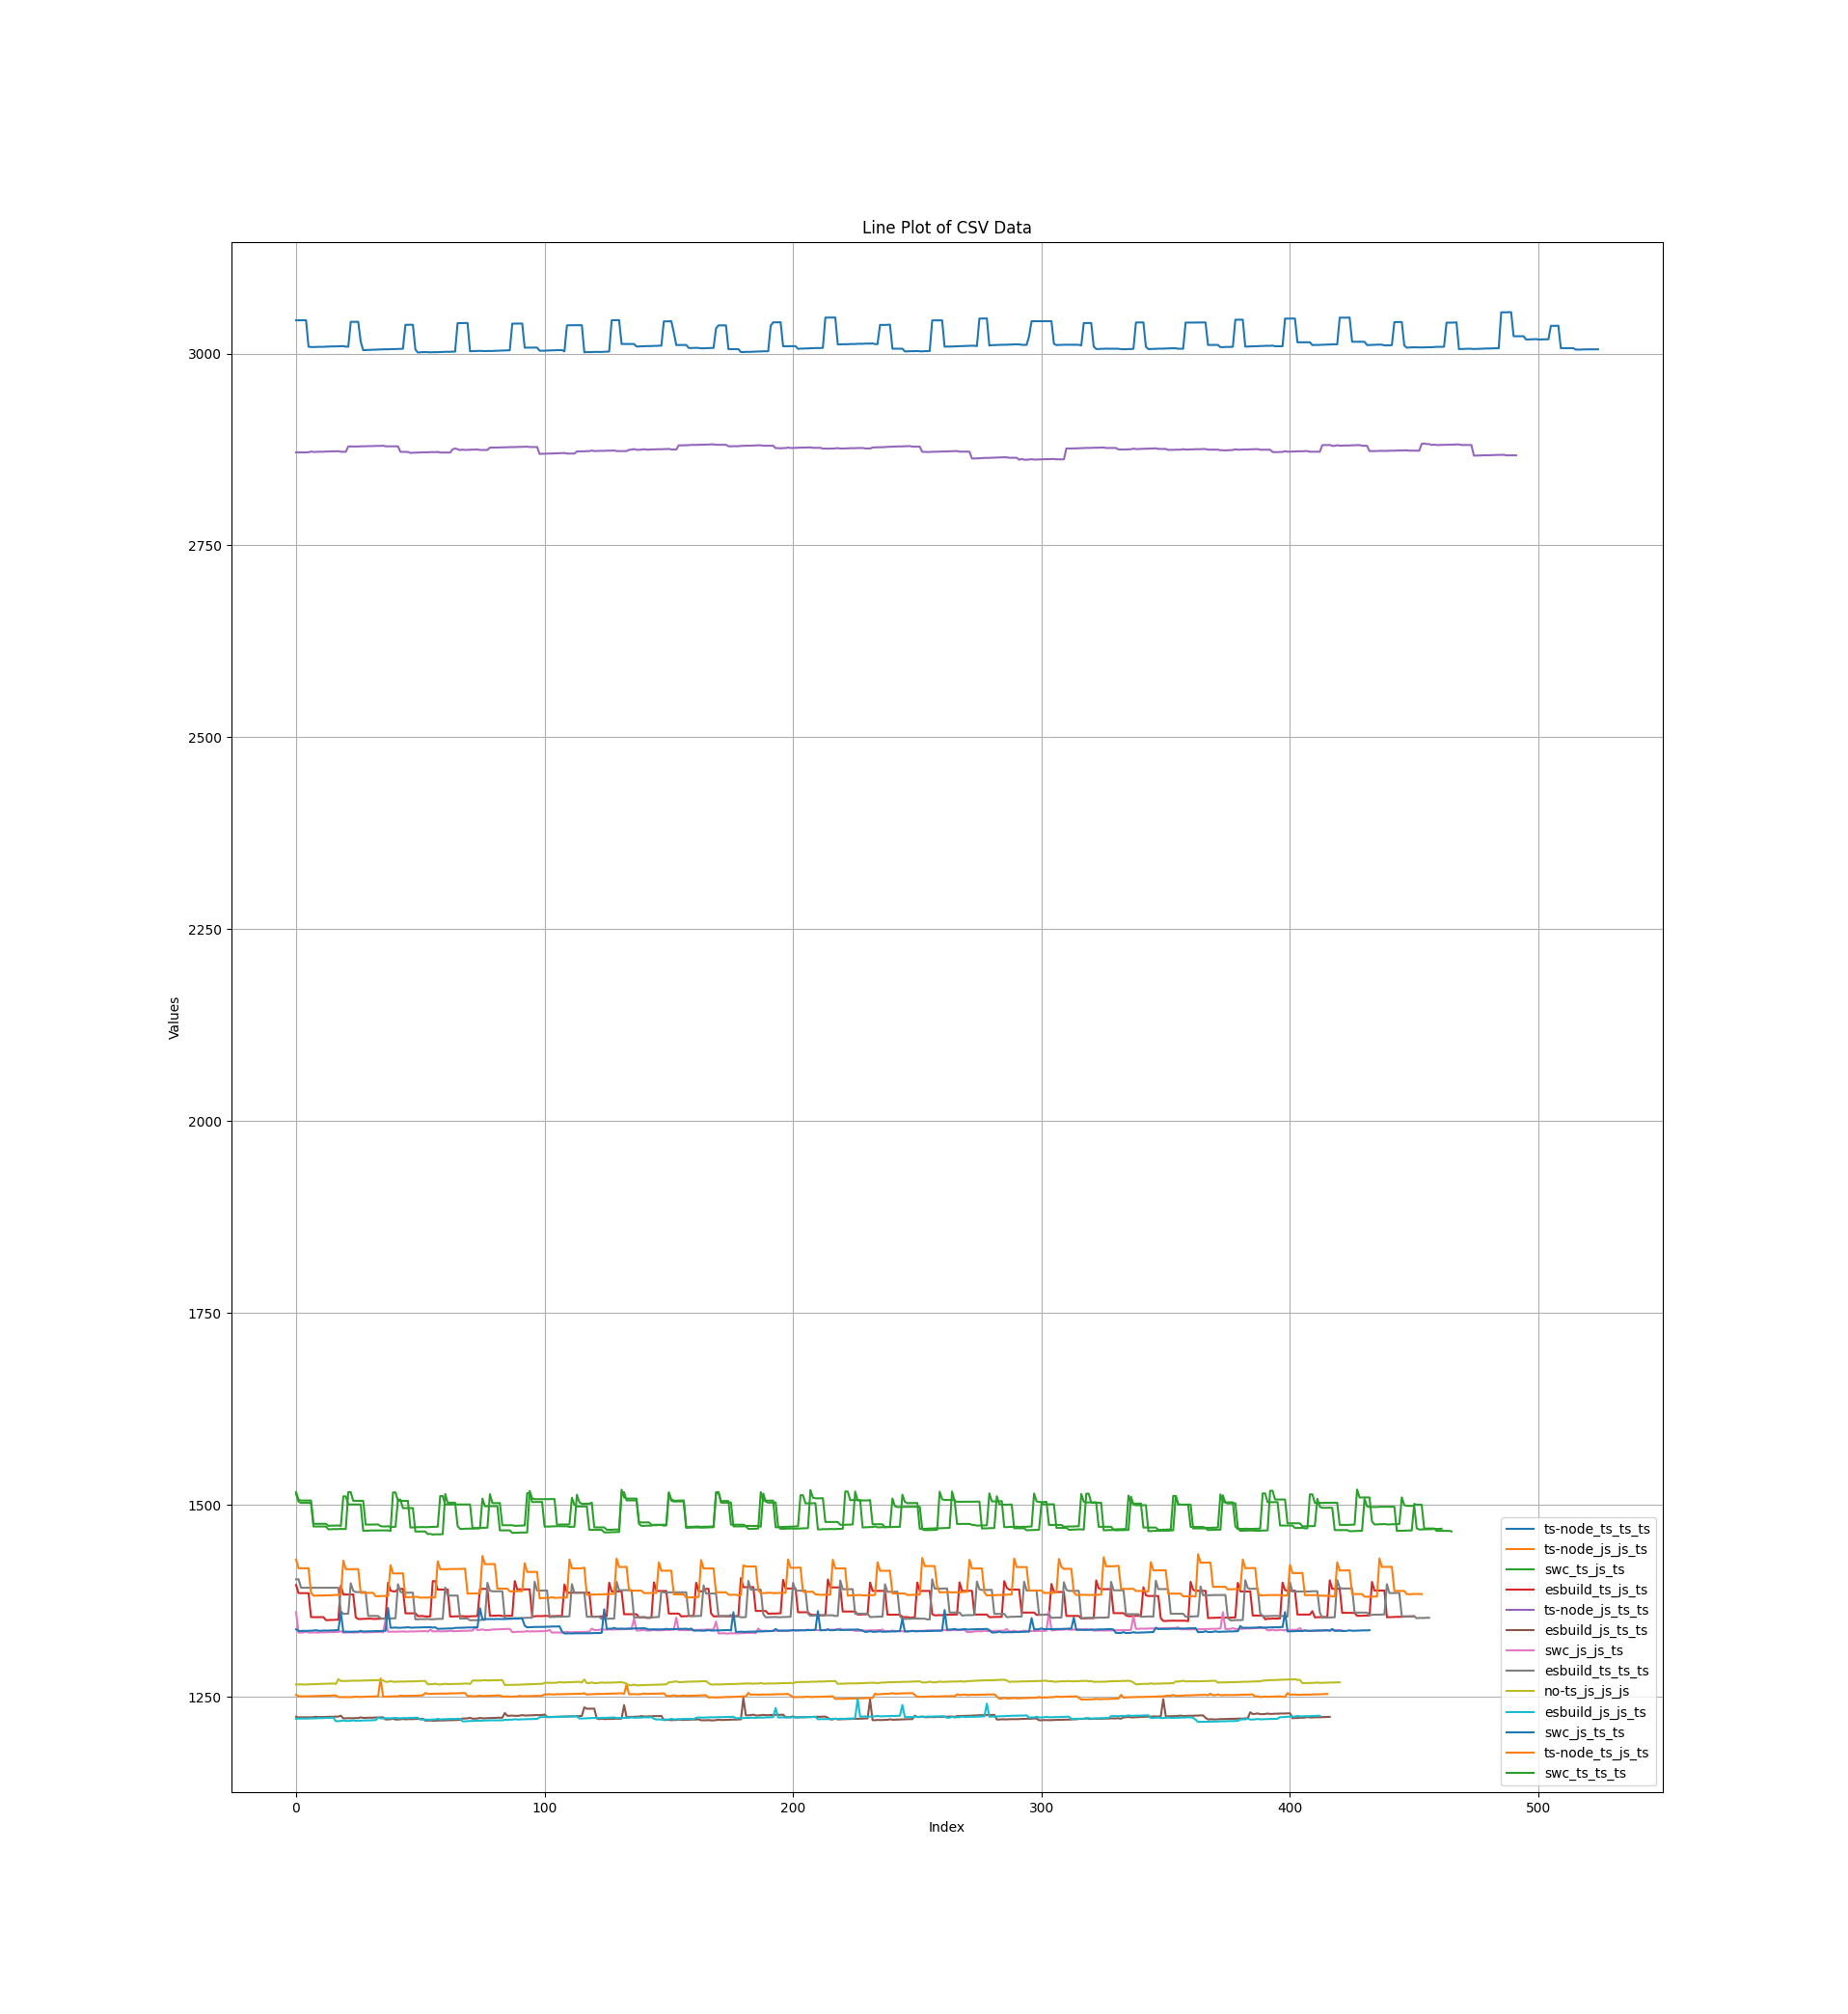 Line Plot of CSV Data
3000
2750
2500
2250
2000
1750
1500
1250
Values
0 100 200 300 400 500
Index
ts-node_ts_ts_ts
ts-node_js_js_ts
swc_ts_js_ts
esbuild_ts_js_ts
ts-node_js_ts_ts
esbuild_js_ts_ts
swc_js_js_ts
esbuild_ts_ts_ts
no-ts_js_js_js
esbuild_js_js_ts
swc_js_ts_ts
ts-node_ts_js_ts
swc_ts_ts_ts